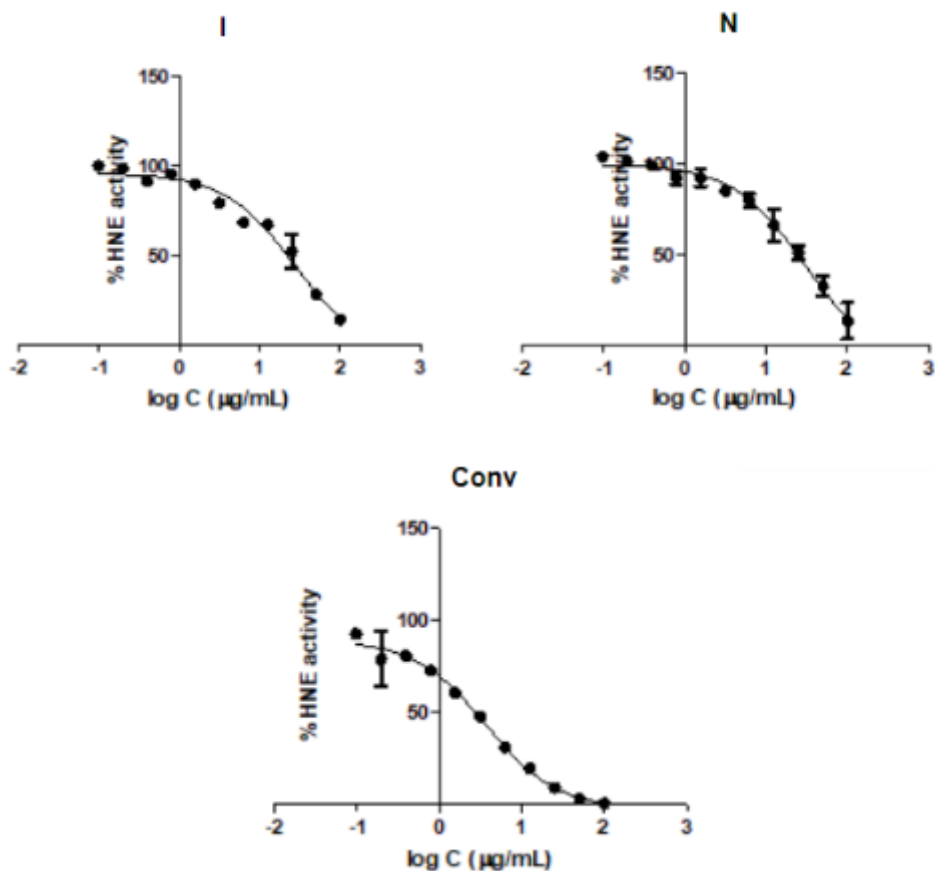 I
150
100
50
% HNE activity
-2 -1 0 1 2 3
log C (µg/mL)
N
150
100
50
% HNE activity
-2 -1 0 1 2 3
log C (µg/mL)
Conv
150
100
50
% HNE activity
-2 -1 0 1 2 3
log C (µg/mL)